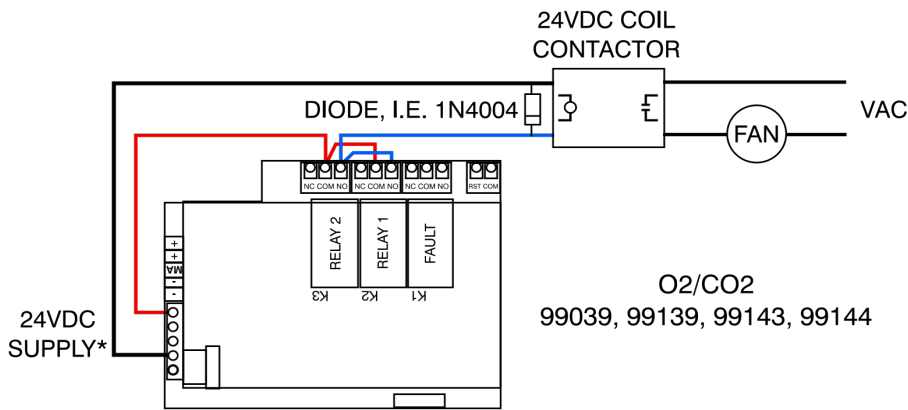 24VDC COIL
CONTACTOR
DIODE, I.E. 1N4004
VAC
FAN
NC COM NO NC COM NO NC COM NO RST COM
RELAY 2
RELAY 1
FAULT
K3
K2
K1
+
+
MA
-
-
24VDC
SUPPLY*
O2/CO2
99039, 99139, 99143, 99144